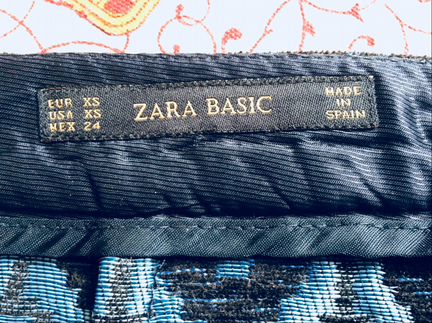 EUR XS
USA XS
MEX 24
ZARA BASIC
MADE
IN
SPAIN